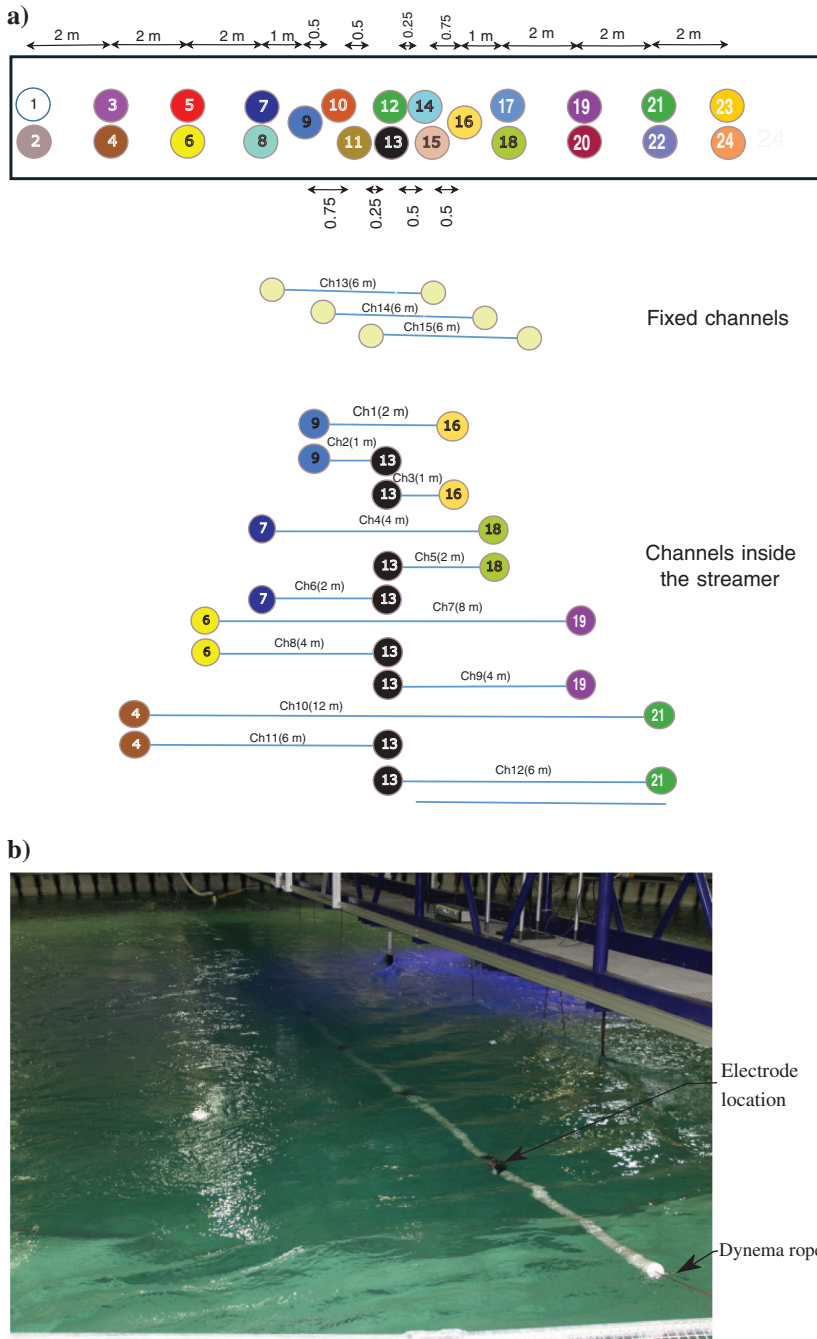 a)
2 m 2 m 2 m 1 m 0.5 0.5 0.25 0.75 1 m 2 m 2 m 2 m
1 3 5 7 9 10 12 14 16 17 19 21 23
2 4 6 8 11 13 15 18 20 22 24 24
0.75 0.25 0.5 0.5
Ch13(6 m)
Ch14(6 m)
Ch15(6 m)
Fixed channels
9 Ch1(2 m) 16
9 Ch2(1 m) 13
13 Ch3(1 m) 16
7 Ch4(4 m) 18
13 Ch5(2 m) 18
7 Ch6(2 m) 13
6 Ch7(8 m) 19
6 Ch8(4 m) 13
13 Ch9(4 m) 19
4 Ch10(12 m) 21
4 Ch11(6 m) 13
13 Ch12(6 m) 21
Channels inside
the streamer
b)
Electrode
location
Dynema rope